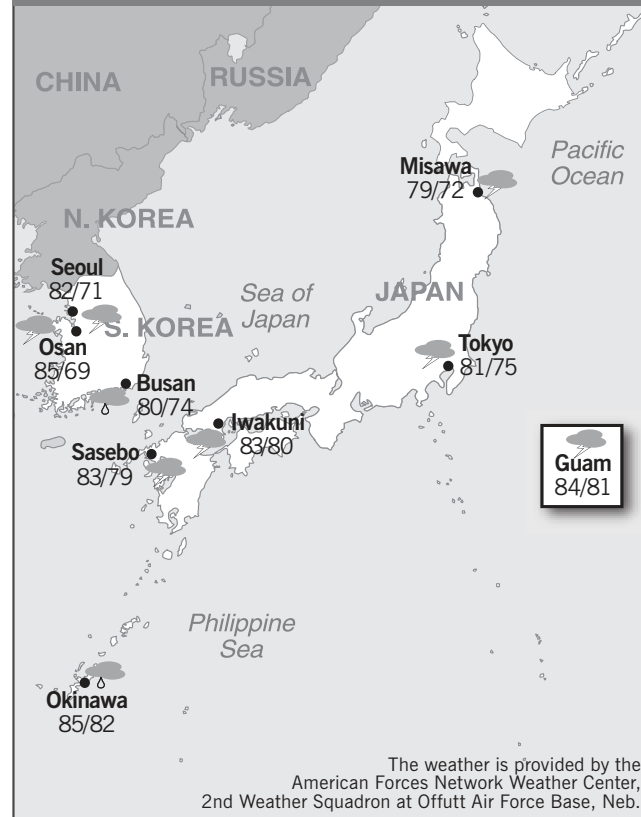 CHINA
RUSSIA
Pacific
Ocean
Misawa
79/72
N. KOREA
Seoul
82/71
Sea of
Japan
JAPAN
S. KOREA
Osan
85/69
Tokyo
81/75
Busan
80/74
Iwakuni
83/80
Sasebo
83/79
Guam
84/81
Philippine
Sea
Okinawa
85/82
The weather is provided by the
American Forces Network Weather Center,
2nd Weather Squadron at Offutt Air Force Base, Neb.